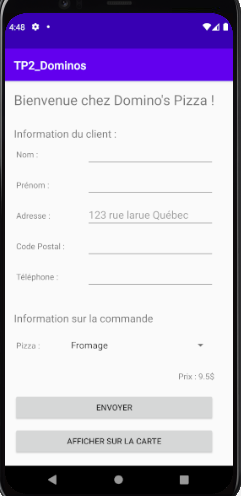 4:48
TP2_Dominos
Bienvenue chez Domino's Pizza !
Information du client :
Nom :
Prénom :
Adresse : 123 rue larue Québec
Code Postal :
Téléphone :
Information sur la commande
Pizza : Fromage
Prix : 9.5$
ENVOYER
AFFICHER SUR LA CARTE